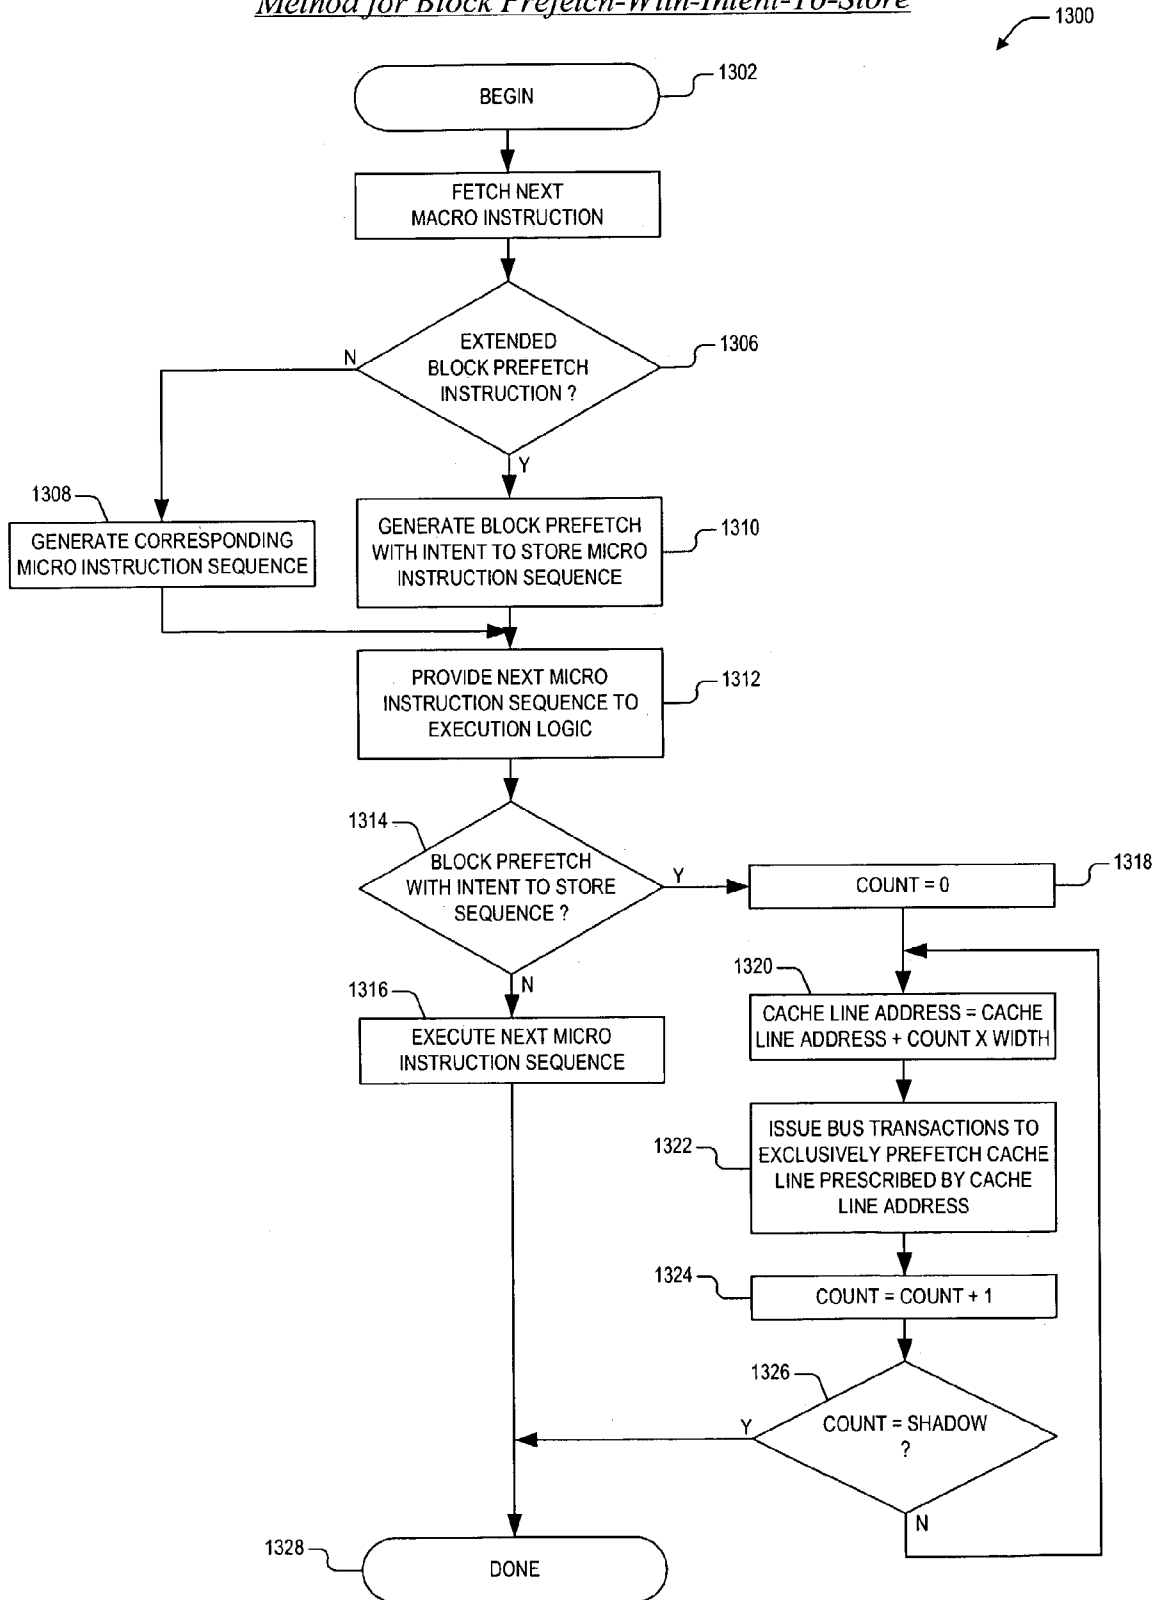 Method for Block Prefetch-With-Intent-To-Store
1300
BEGIN
1302
FETCH NEXT
MACRO INSTRUCTION
EXTENDED
BLOCK PREFETCH
INSTRUCTION ?
1306
N
Y
1308
GENERATE CORRESPONDING
MICRO INSTRUCTION SEQUENCE
GENERATE BLOCK PREFETCH
WITH INTENT TO STORE MICRO
INSTRUCTION SEQUENCE
1310
PROVIDE NEXT MICRO
INSTRUCTION SEQUENCE TO
EXECUTION LOGIC
1312
1314
BLOCK PREFETCH
WITH INTENT TO STORE
SEQUENCE ?
Y
N
COUNT = 0
1318
1316
EXECUTE NEXT MICRO
INSTRUCTION SEQUENCE
1320
CACHE LINE ADDRESS = CACHE
LINE ADDRESS + COUNT X WIDTH
1322
ISSUE BUS TRANSACTIONS TO
EXCLUSIVELY PREFETCH CACHE
LINE PRESCRIBED BY CACHE
LINE ADDRESS
1324
COUNT = COUNT + 1
1326
COUNT = SHADOW
?
Y
N
1328
DONE